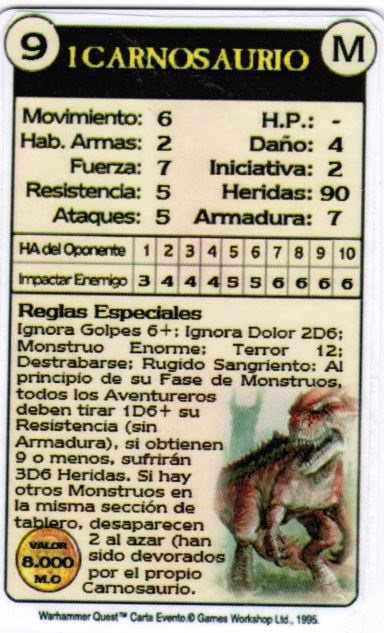 9 1 CARNOSAURIO M
Movimiento: 6 H.P.: -
Hab. Armas: 2 Daño: 4
Fuerza: 7 Iniciativa: 2
Resistencia: 5 Heridas: 90
Ataques: 5 Armadura: 7
HA del Oponente 1 2 3 4 5 6 7 8 9 10
Impactar Enemigo 3 4 4 4 5 5 6 6 6 6
Reglas Especiales
Ignora Golpes 6+; Ignora Dolor 2D6;
Monstruo Enorme; Terror 12;
Destrabarse; Rugido Sangriento: Al
principio de su Fase de Monstruos,
todos los Aventureros
deben tirar 1D6+ su
Resistencia (sin
Armadura), si obtienen
9 o menos, sufrirán
3D6 Heridas. Si hay
otros Monstruos en
la misma sección de
tablero, desaparecen
2 al azar (han
sido devorados
por el propio
Carnosaurio.
VALOR
8.000
M.O
Warhammer Quest™ Carta Evento.© Games Workshop Ltd., 1995.